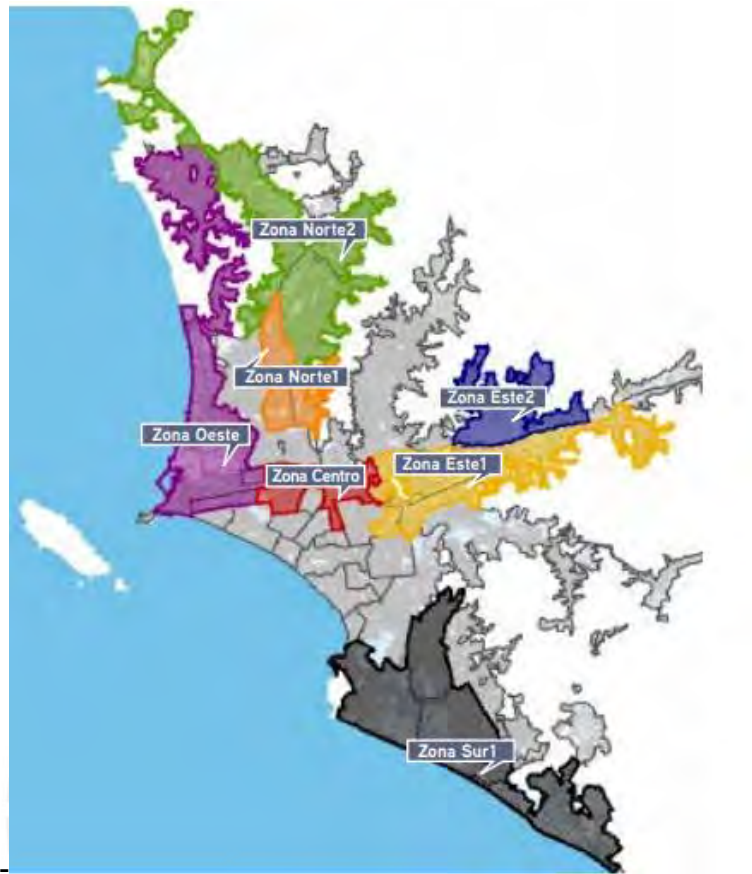 Zona Norte2
Zona Norte1
Zona Este2
Zona Oeste
Zona Este1
Zona Centro
Zona Sur1